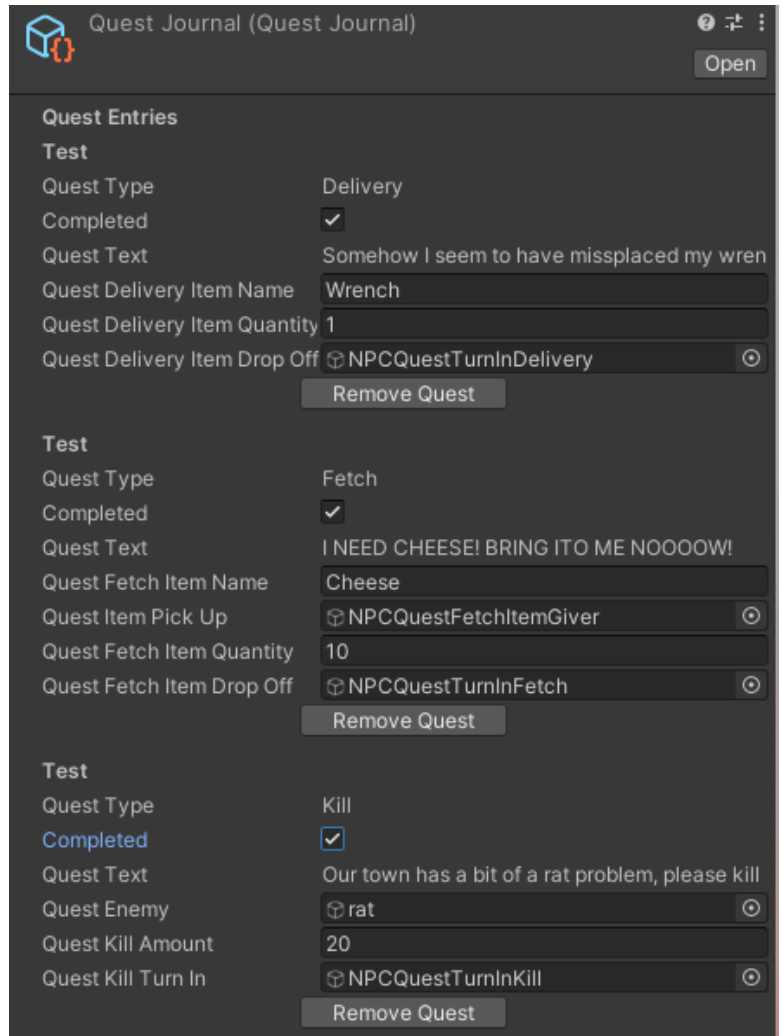 Quest Journal (Quest Journal)
Open
Quest Entries
Test
Quest Type Delivery
Completed
Quest Text Somehow I seem to have missplaced my wren
Quest Delivery Item Name Wrench
Quest Delivery Item Quantity 1
Quest Delivery Item Drop Off NPCQuestTurnInDelivery
Remove Quest
Test
Quest Type Fetch
Completed
Quest Text I NEED CHEESE! BRING ITO ME NOOOOW!
Quest Fetch Item Name Cheese
Quest Item Pick Up NPCQuestFetchItemGiver
Quest Fetch Item Quantity 10
Quest Fetch Item Drop Off NPCQuestTurnInFetch
Remove Quest
Test
Quest Type Kill
Completed
Quest Text Our town has a bit of a rat problem, please kill
Quest Enemy rat
Quest Kill Amount 20
Quest Kill Turn In NPCQuestTurnInKill
Remove Quest